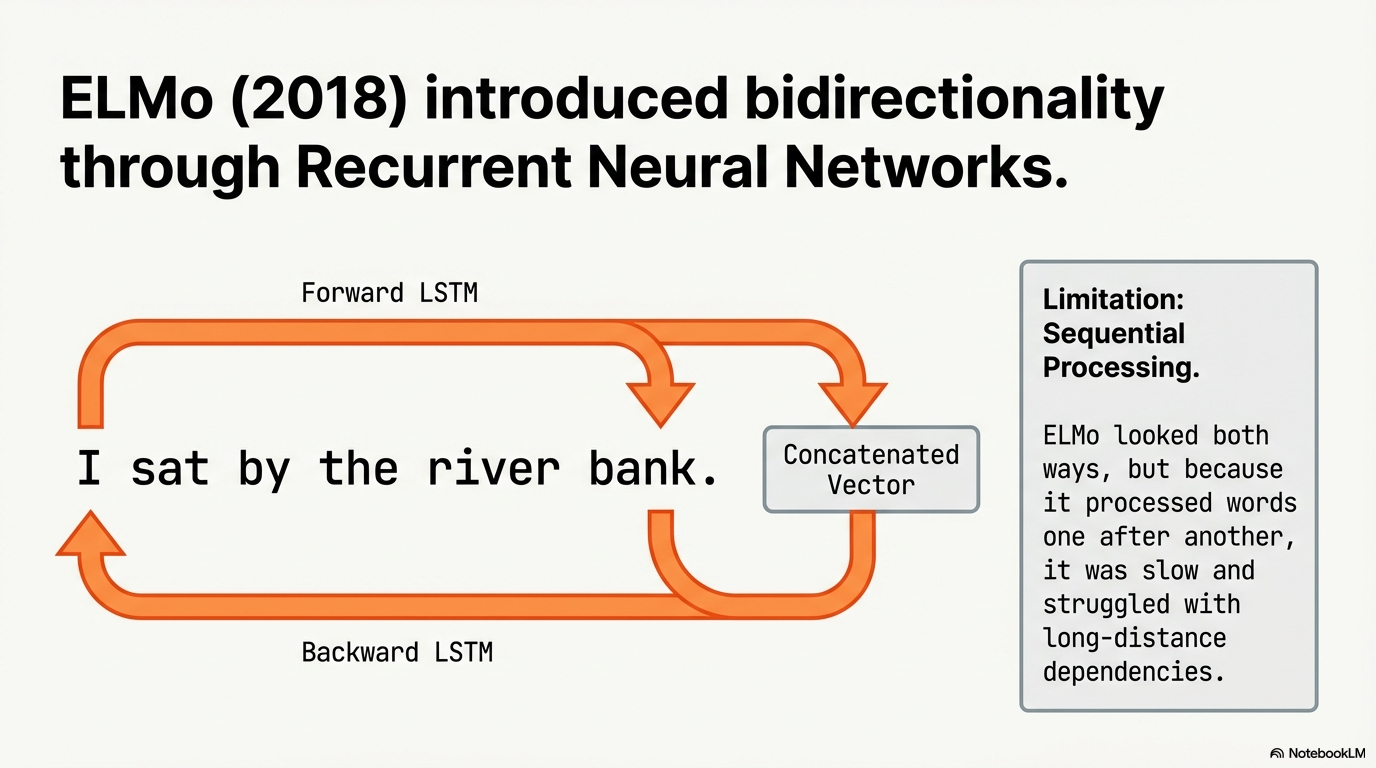 ELMo (2018) introduced bidirectionality
through Recurrent Neural Networks.
Forward LSTM
I sat by the river bank.
Concatenated
Vector
Backward LSTM
Limitation:
Sequential
Processing.
ELMo looked both
ways, but because
it processed words
one after another,
it was slow and
struggled with
long-distance
dependencies.
NotebookLM